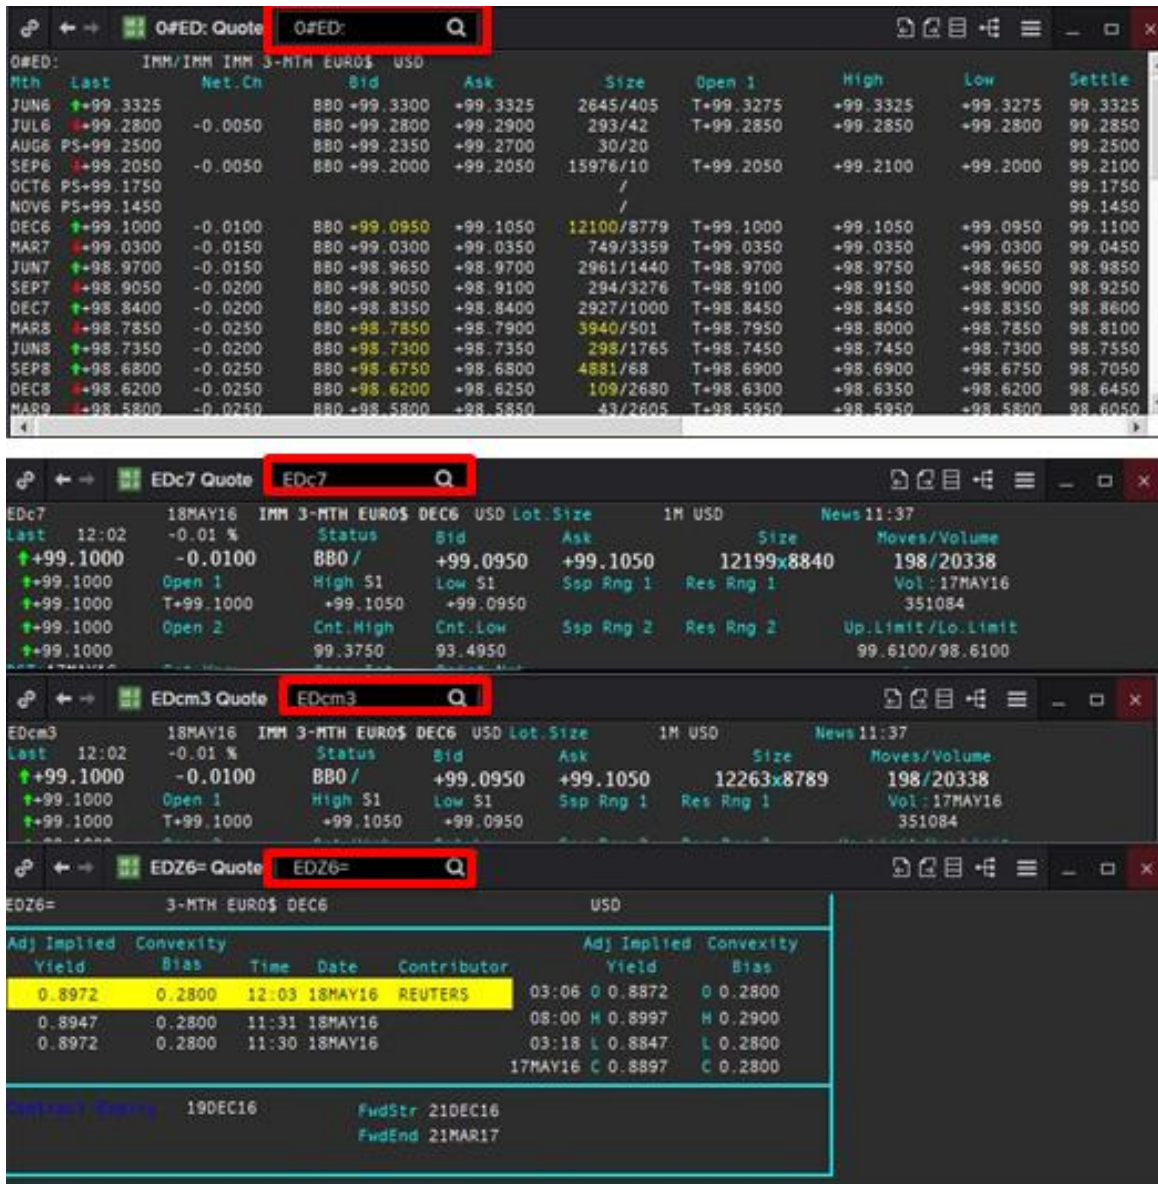 0#ED: Quote 0#ED:
0#ED: IMM/IMM IMM 3-MTH EURO$ USD
Mth Last Net.Ch Bid Ask Size Open 1 High Low Settle
JUN6 ↑+99.3325 BBO +99.3300 +99.3325 2645/405 T+99.3275 +99.3325 +99.3275 99.3325
JUL6 ↓+99.2800 -0.0050 BBO +99.2800 +99.2900 293/42 T+99.2850 +99.2850 +99.2800 99.2850
AUG6 PS+99.2500 BBO +99.2350 +99.2700 30/20 99.2500
SEP6 ↓+99.2050 -0.0050 BBO +99.2000 +99.2050 15976/10 T+99.2050 +99.2100 +99.2000 99.2100
OCT6 PS+99.1750 / 99.1750
NOV6 PS+99.1450 / 99.1450
DEC6 ↑+99.1000 -0.0100 BBO +99.0950 +99.1050 12100/8779 T+99.1000 +99.1050 +99.0950 99.1100
MAR7 ↓+99.0300 -0.0150 BBO +99.0300 +99.0350 749/3359 T+99.0350 +99.0350 +99.0300 99.0450
JUN7 ↑+98.9700 -0.0150 BBO +98.9650 +98.9700 2961/1440 T+98.9700 +98.9750 +98.9650 98.9850
SEP7 ↓+98.9050 -0.0200 BBO +98.9050 +98.9100 294/3276 T+98.9100 +98.9150 +98.9000 98.9250
DEC7 ↑+98.8400 -0.0200 BBO +98.8350 +98.8400 2927/1000 T+98.8450 +98.8450 +98.8350 98.8600
MAR8 ↓+98.7850 -0.0250 BBO +98.7850 +98.7900 3940/501 T+98.7950 +98.8000 +98.7850 98.8100
JUN8 ↑+98.7350 -0.0200 BBO +98.7300 +98.7350 298/1765 T+98.7450 +98.7450 +98.7300 98.7550
SEP8 ↑+98.6800 -0.0250 BBO +98.6750 +98.6800 4881/68 T+98.6900 +98.6900 +98.6750 98.7050
DEC8 ↓+98.6200 -0.0250 BBO +98.6200 +98.6250 109/2680 T+98.6300 +98.6350 +98.6200 98.6450
MAR9 ↓+98.5800 -0.0250 BBO +98.5800 +98.5850 43/2605 T+98.5950 +98.5950 +98.5800 98.6050
EDc7 Quote EDc7
EDc7 18MAY16 IMM 3-MTH EURO$ DEC6 USD Lot.Size 1M USD News 11:37
Last 12:02 -0.01 % Status Bid Ask Size Moves/Volume
↑+99.1000 -0.0100 BBO / +99.0950 +99.1050 12199x8840 198/20338
↑+99.1000 Open 1 High S1 Low S1 Ssp Rng 1 Res Rng 1 Vol:17MAY16
↑+99.1000 T+99.1000 +99.1050 +99.0950 351084
↑+99.1000 Open 2 Cnt.High Cnt.Low Ssp Rng 2 Res Rng 2 Up.Limit/Lo.Limit
↑+99.1000 99.3750 93.4950 99.6100/98.6100
EDcm3 Quote EDcm3
EDcm3 18MAY16 IMM 3-MTH EURO$ DEC6 USD Lot.Size 1M USD News 11:37
Last 12:02 -0.01 % Status Bid Ask Size Moves/Volume
↑+99.1000 -0.0100 BBO / +99.0950 +99.1050 12263x8789 198/20338
↑+99.1000 Open 1 High S1 Low S1 Ssp Rng 1 Res Rng 1 Vol:17MAY16
↑+99.1000 T+99.1000 +99.1050 +99.0950 351084
EDZ6= Quote EDZ6=
EDZ6= 3-MTH EURO$ DEC6 USD
Adj Implied Convexity Adj Implied Convexity
Yield Bias Time Date Contributor Yield Bias
0.8972 0.2800 12:03 18MAY16 REUTERS 03:06 O 0.8872 O 0.2800
0.8947 0.2800 11:31 18MAY16 08:00 H 0.8997 H 0.2900
0.8972 0.2800 11:30 18MAY16 03:18 L 0.8847 L 0.2800
17MAY16 C 0.8897 C 0.2800
Contract Expiry 19DEC16 FwdStr 21DEC16
FwdEnd 21MAR17